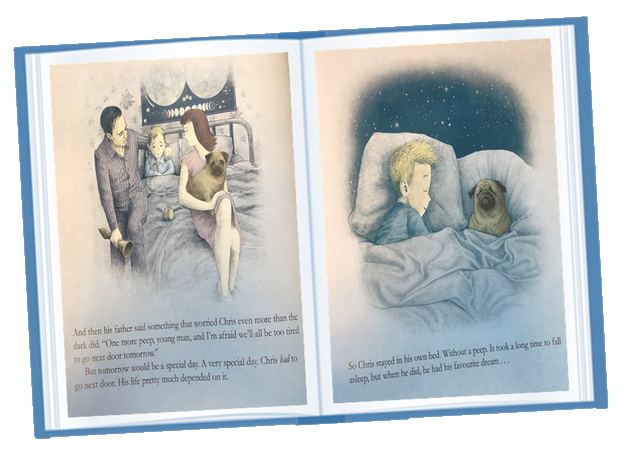 And then his father said something that worried Chris even more than the
dark did. “One more peep, young man, and I’m afraid we’ll all be too tired
to go next door tomorrow.”
But tomorrow would be a special day. A very special day. Chris had to
go next door. His life pretty much depended on it.
So Chris stayed in his own bed. Without a peep. It took a long time to fall
asleep, but when he did, he had his favourite dream . . .